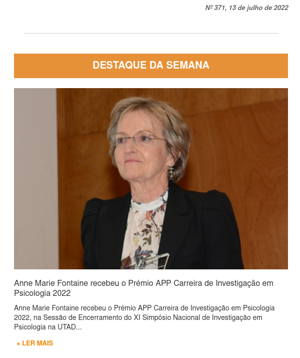 Nº 371, 13 de julho de 2022
DESTAQUE DA SEMANA
Anne Marie Fontaine recebeu o Prémio APP Carreira de Investigação em
Psicologia 2022
Anne Marie Fontaine recebeu o Prémio APP Carreira de Investigação em Psicologia
2022, na Sessão de Encerramento do XI Simpósio Nacional de Investigação em
Psicologia na UTAD...
+ LER MAIS